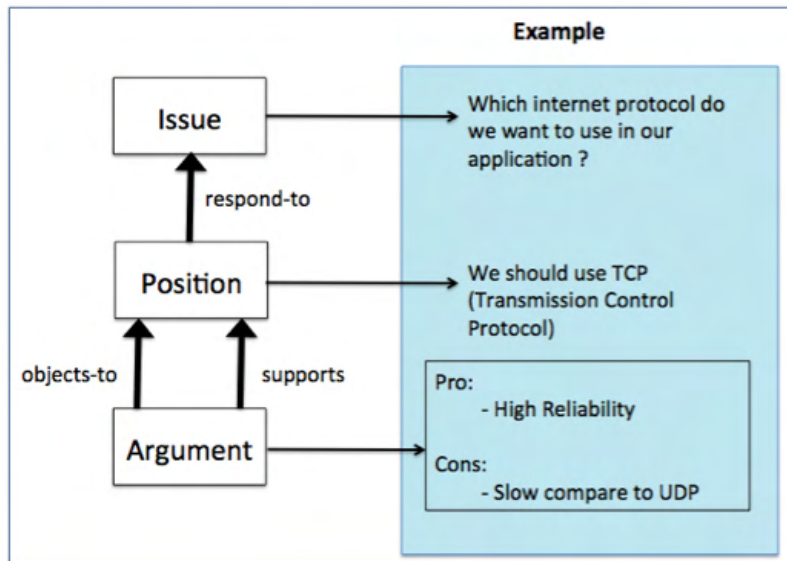 Example
Issue
Which internet protocol do
we want to use in our
application ?
respond-to
Position
We should use TCP
(Transmission Control
Protocol)
objects-to
supports
Argument
Pro:
- High Reliability
Cons:
- Slow compare to UDP